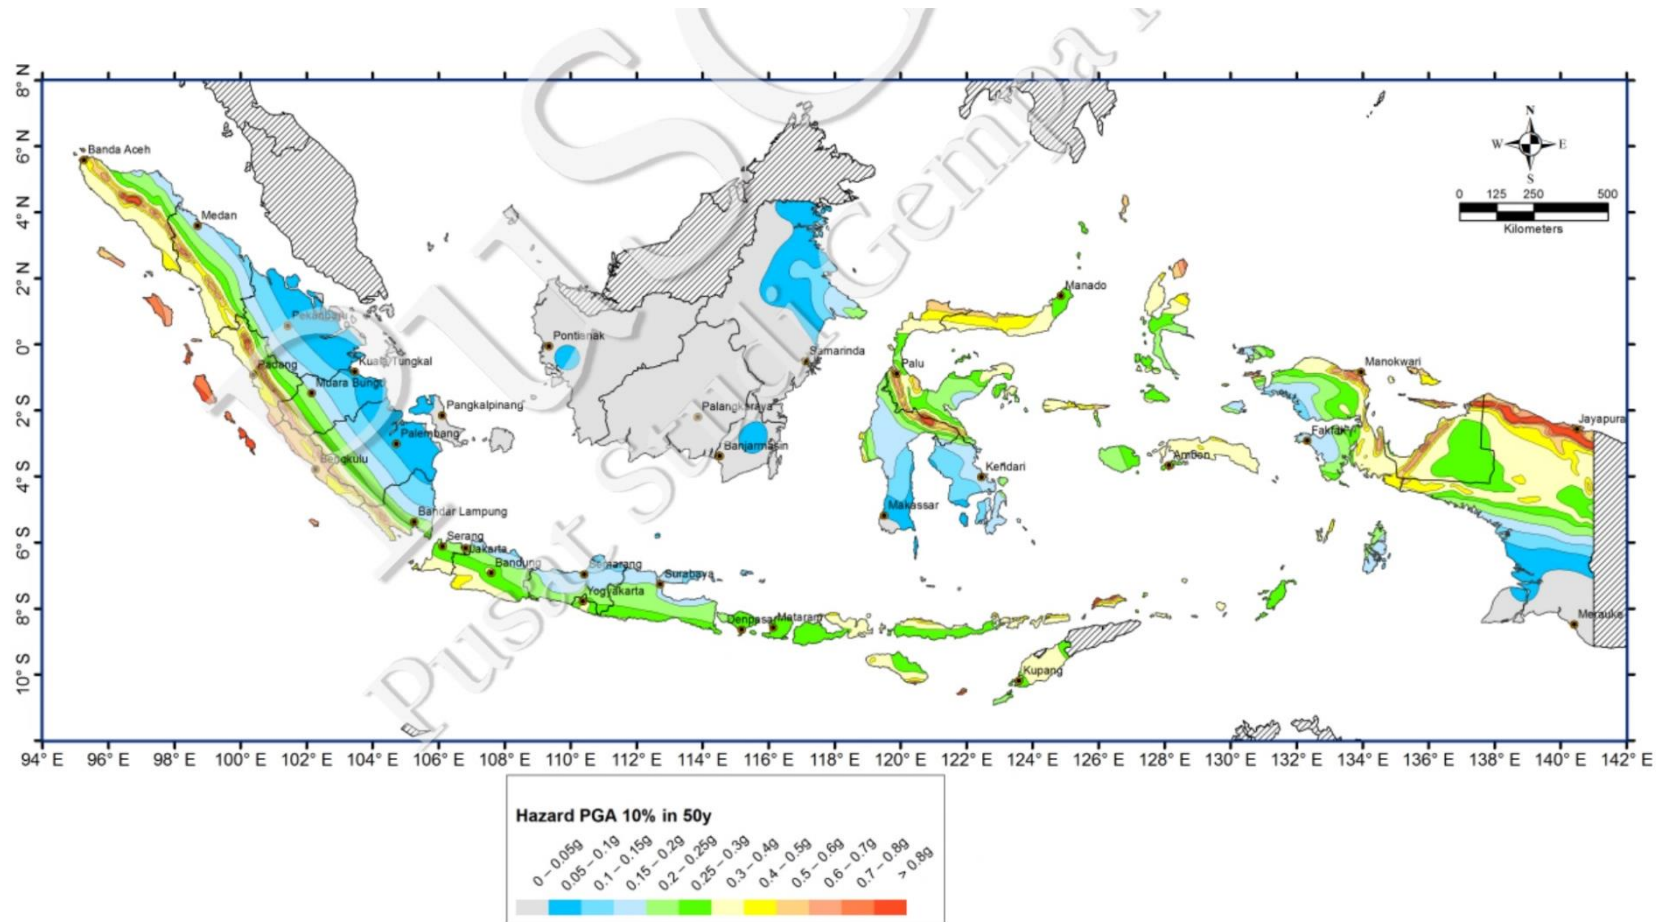 PUSG
Pusat Studi Gempa
8° N
6° N
4° N
2° N
0°
2° S
4° S
6° S
8° S
10° S
N
W E
S
0 125 250 500
Kilometers
Banda Aceh
Medan
Pekanbaru
Kuala Tungkal
Padang
Muara Bungo
Pangkalpinang
Palembang
Bengkulu
Bandar Lampung
Serang
Jakarta
Bandung
Semarang
Surabaya
Yogyakarta
Denpasar
Mataram
Kupang
Pontianak
Samarinda
Palangkaraya
Banjarmasin
Manado
Palu
Kendari
Makassar
Ambon
Manokwari
Fakfak
Jayapura
Merauke
94° E 96° E 98° E 100° E 102° E 104° E 106° E 108° E 110° E 112° E 114° E 116° E 118° E 120° E 122° E 124° E 126° E 128° E 130° E 132° E 134° E 136° E 138° E 140° E 142° E
Hazard PGA 10% in 50y
0 – 0.05g
0.05 – 0.1g
0.1 – 0.15g
0.15 – 0.2g
0.2 – 0.25g
0.25 – 0.3g
0.3 – 0.4g
0.4 – 0.5g
0.5 – 0.6g
0.6 – 0.7g
0.7 – 0.8g
> 0.8g